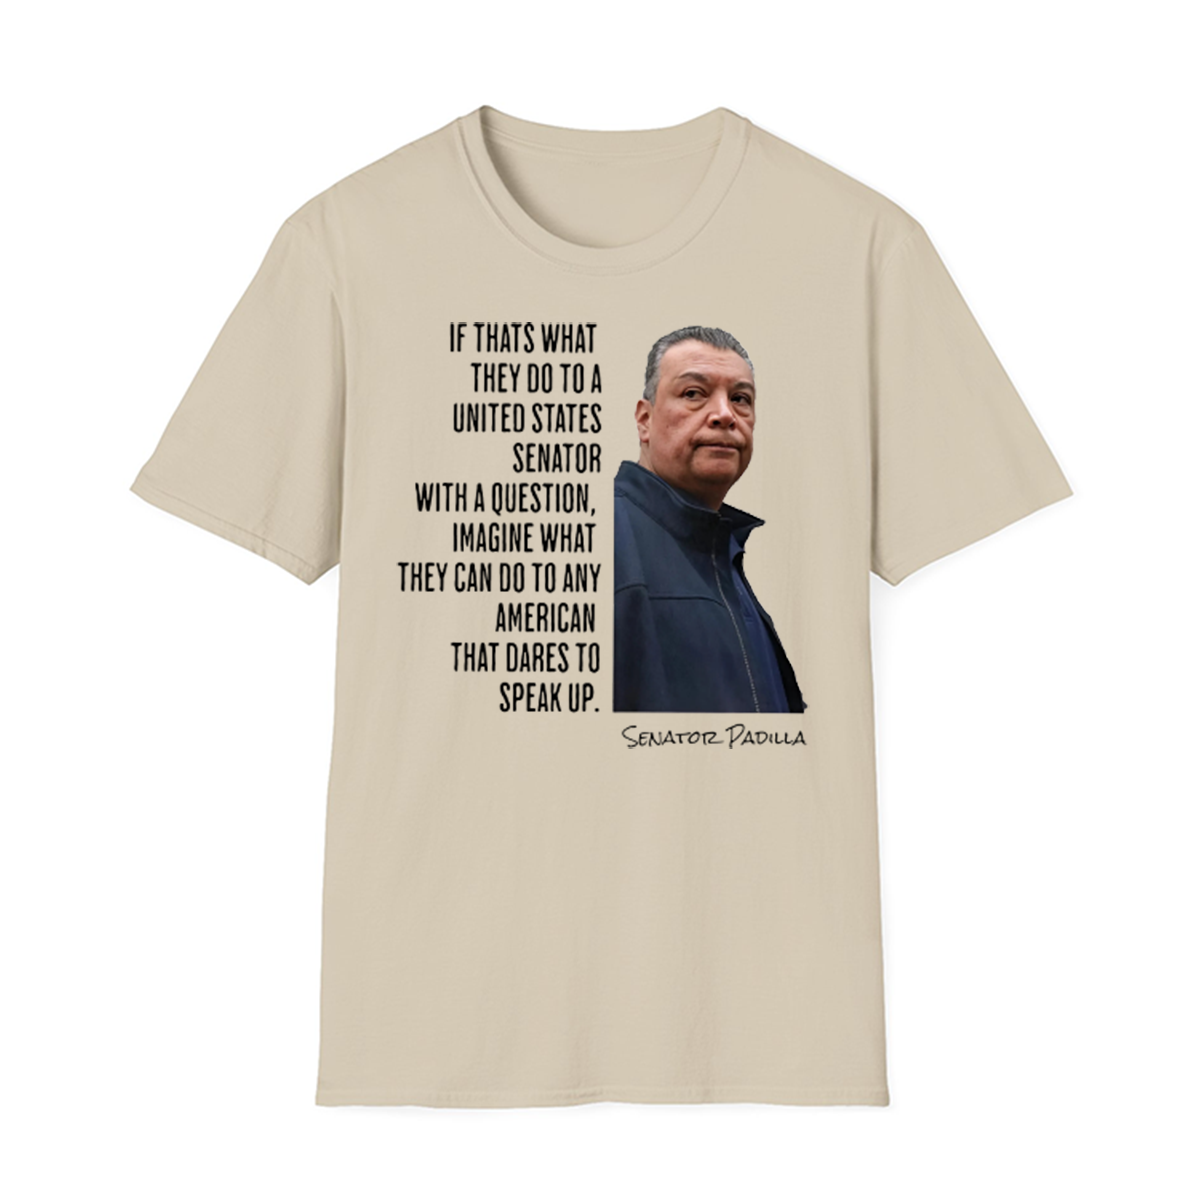 IF THATS WHAT
THEY DO TO A
UNITED STATES
SENATOR
WITH A QUESTION,
IMAGINE WHAT
THEY CAN DO TO ANY
AMERICAN
THAT DARES TO
SPEAK UP.
SENATOR PADILLA